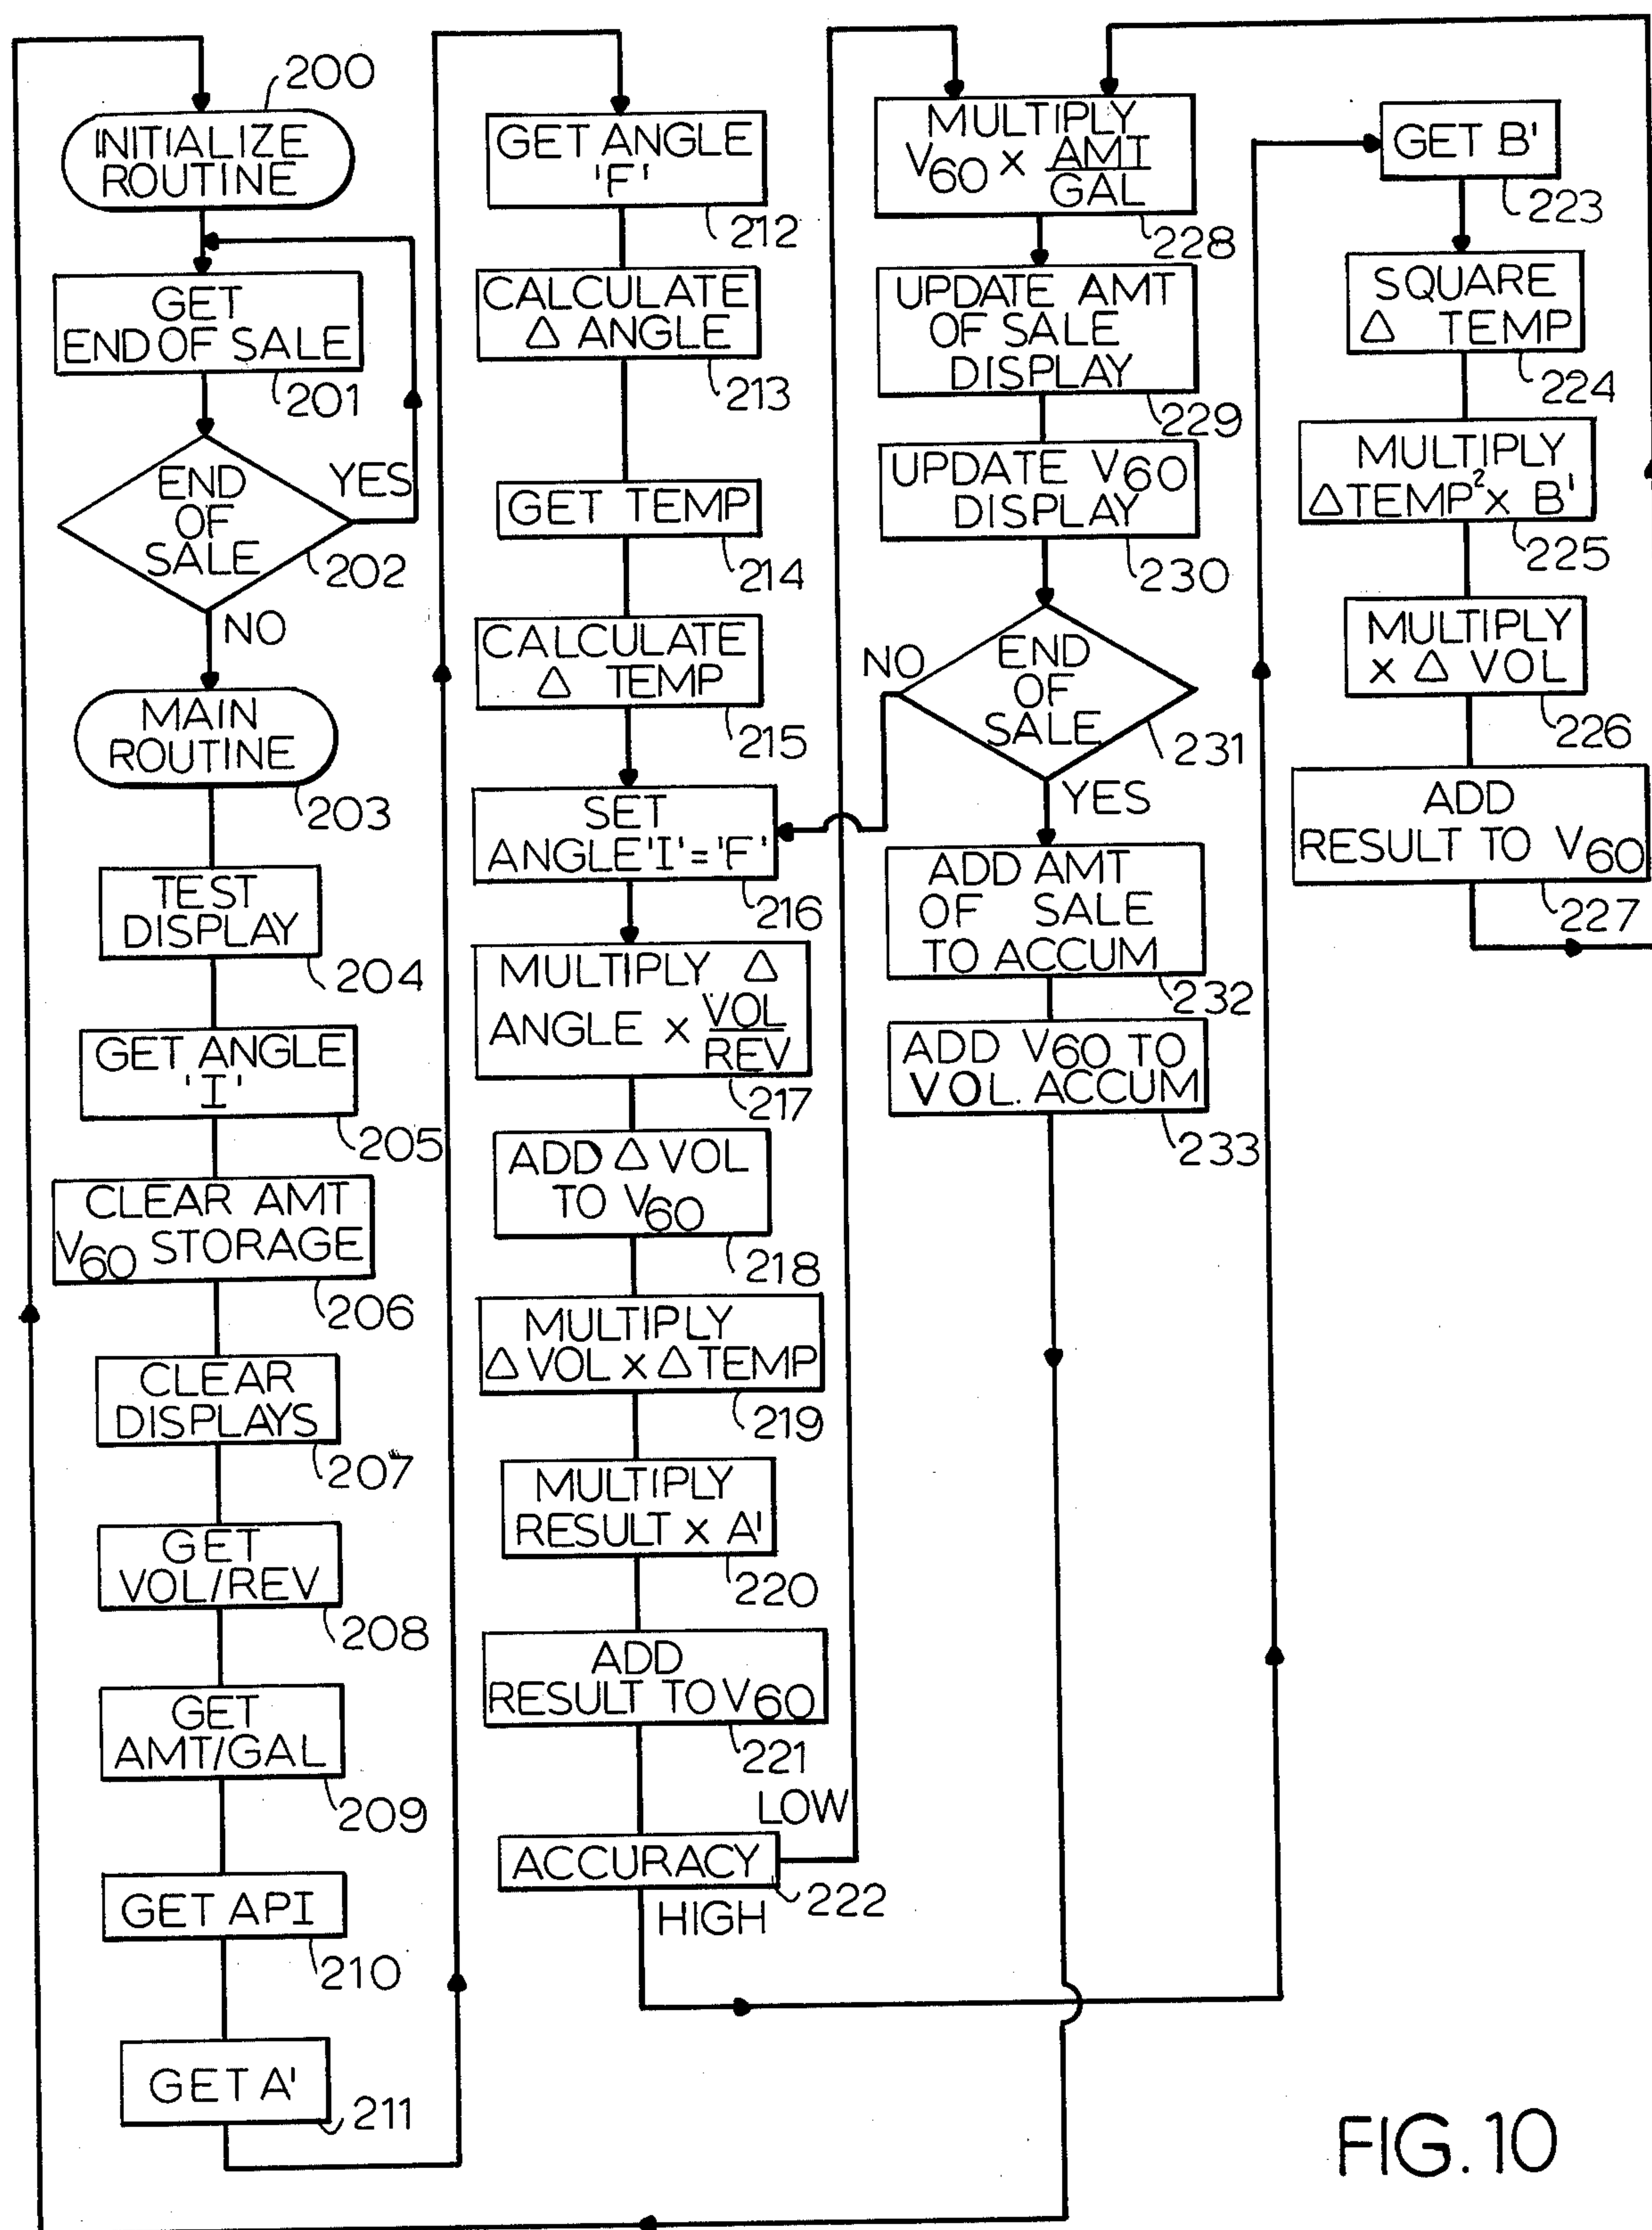 200
INITIALIZE
ROUTINE
GET
END OF SALE
201
END
OF
SALE
YES
202
NO
MAIN
ROUTINE
203
TEST
DISPLAY
204
GET ANGLE
'I'
205
CLEAR AMT
V60 STORAGE
206
CLEAR
DISPLAYS
207
GET
VOL/REV
208
GET
AMT/GAL
209
GET API
210
GET A'
211
GET ANGLE
'F'
212
CALCULATE
Δ ANGLE
213
GET TEMP
214
CALCULATE
Δ TEMP
215
SET
ANGLE 'I' = 'F'
216
MULTIPLY Δ
ANGLE x VOL
REV
217
ADD Δ VOL
TO V60
218
MULTIPLY
Δ VOL x Δ TEMP
219
MULTIPLY
RESULT x A'
220
ADD
RESULT TO V60
221
LOW
ACCURACY
222
HIGH
MULTIPLY
V60 x AMT
GAL
228
UPDATE AMT
OF SALE
DISPLAY
229
UPDATE V60
DISPLAY
230
NO
END
OF
SALE
231
YES
ADD AMT
OF SALE
TO ACCUM
232
ADD V60 TO
VOL. ACCUM
233
GET B'
223
SQUARE
Δ TEMP
224
MULTIPLY
ΔTEMP² x B'
225
MULTIPLY
x Δ VOL
226
ADD
RESULT TO V60
227
FIG. 10